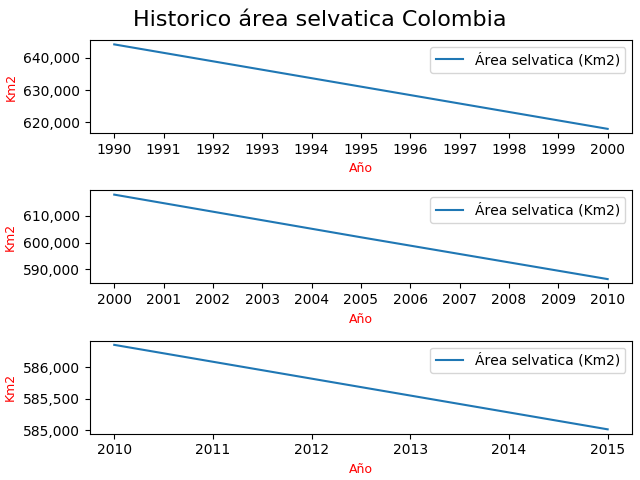 Historico área selvatica Colombia
640,000
630,000
620,000
Km2
Área selvatica (Km2)
1990 1991 1992 1993 1994 1995 1996 1997 1998 1999 2000
Año
610,000
600,000
590,000
Km2
Área selvatica (Km2)
2000 2001 2002 2003 2004 2005 2006 2007 2008 2009 2010
Año
586,000
585,500
585,000
Km2
Área selvatica (Km2)
2010 2011 2012 2013 2014 2015
Año